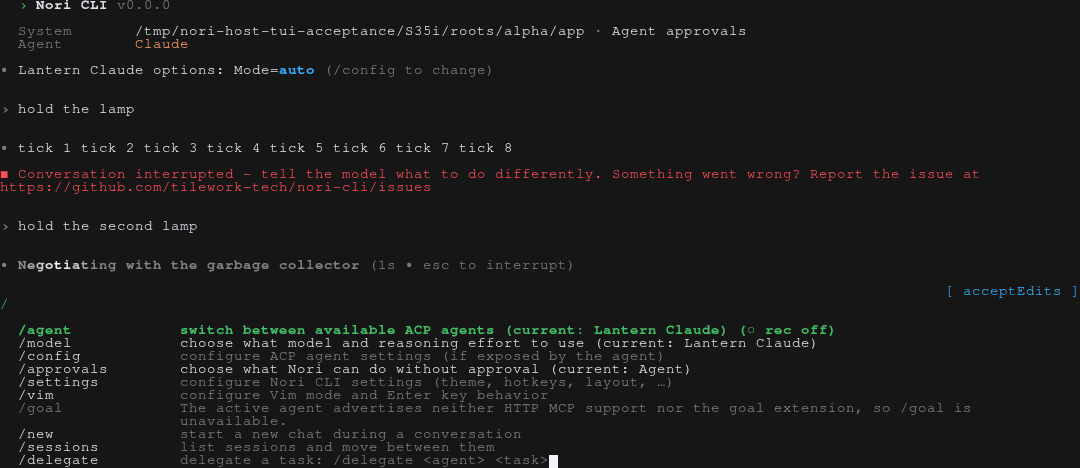 › Nori CLI v0.0.0
System /tmp/nori-host-tui-acceptance/S35i/roots/alpha/app · Agent approvals
Agent Claude
• Lantern Claude options: Mode=auto (/config to change)
› hold the lamp
• tick 1 tick 2 tick 3 tick 4 tick 5 tick 6 tick 7 tick 8
■ Conversation interrupted - tell the model what to do differently. Something went wrong? Report the issue at
https://github.com/tilework-tech/nori-cli/issues
› hold the second lamp
• Negotiating with the garbage collector (1s • esc to interrupt)
[ acceptEdits ]
/
/agent switch between available ACP agents (current: Lantern Claude) (○ rec off)
/model choose what model and reasoning effort to use (current: Lantern Claude)
/config configure ACP agent settings (if exposed by the agent)
/approvals choose what Nori can do without approval (current: Agent)
/settings configure Nori CLI settings (theme, hotkeys, layout, …)
/vim configure Vim mode and Enter key behavior
/goal The active agent advertises neither HTTP MCP support nor the goal extension, so /goal is
unavailable.
/new start a new chat during a conversation
/sessions list sessions and move between them
/delegate delegate a task: /delegate <agent> <task>